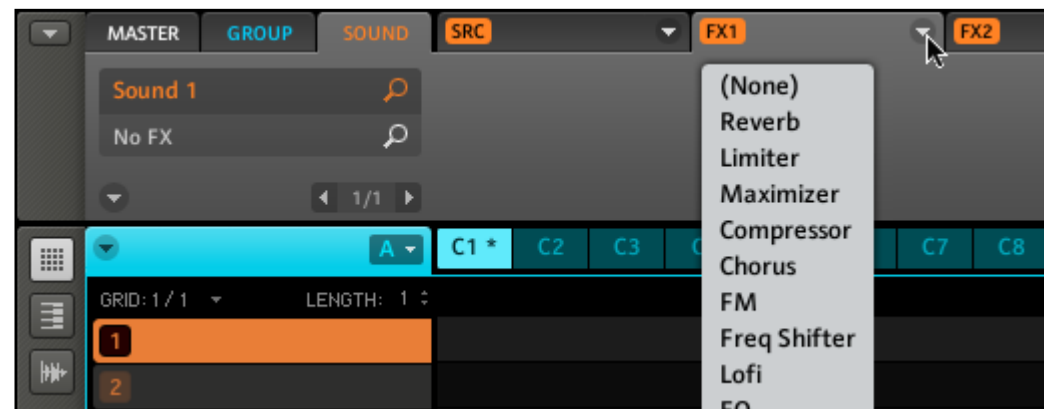 MASTER GROUP SOUND SRC FX1 FX2
Sound 1
No FX
1/1
(None)
Reverb
Limiter
Maximizer
Compressor
Chorus
FM
Freq Shifter
Lofi
EQ
A C1 * C2 C3 C7 C8
GRID: 1 / 1 LENGTH: 1
1
2